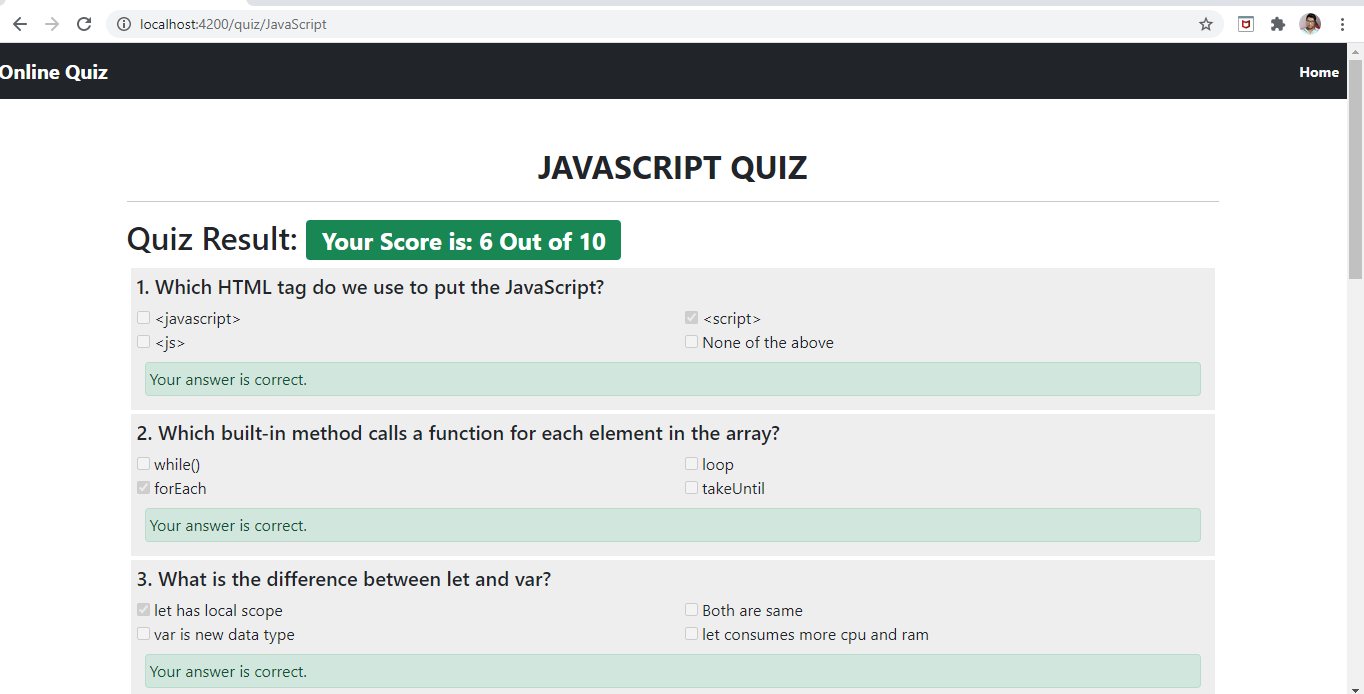 localhost:4200/quiz/JavaScript
Online Quiz
Home
JAVASCRIPT QUIZ
Quiz Result: Your Score is: 6 Out of 10
1. Which HTML tag do we use to put the JavaScript?
<javascript> <script>
<js> None of the above
Your answer is correct.
2. Which built-in method calls a function for each element in the array?
while() loop
forEach takeUntil
Your answer is correct.
3. What is the difference between let and var?
let has local scope Both are same
var is new data type let consumes more cpu and ram
Your answer is correct.